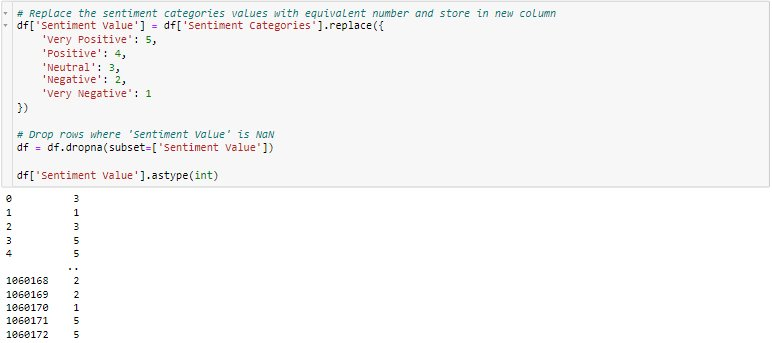 # Replace the sentiment categories values with equivalent number and store in new column
df['Sentiment Value'] = df['Sentiment Categories'].replace({
    'Very Positive': 5,
    'Positive': 4,
    'Neutral': 3,
    'Negative': 2,
    'Very Negative': 1
})
# Drop rows where 'Sentiment Value' is NaN
df = df.dropna(subset=['Sentiment Value'])
df['Sentiment Value'].astype(int)
0          3
1          1
2          3
3          5
4          5
          ..
1060168    2
1060169    2
1060170    1
1060171    5
1060172    5